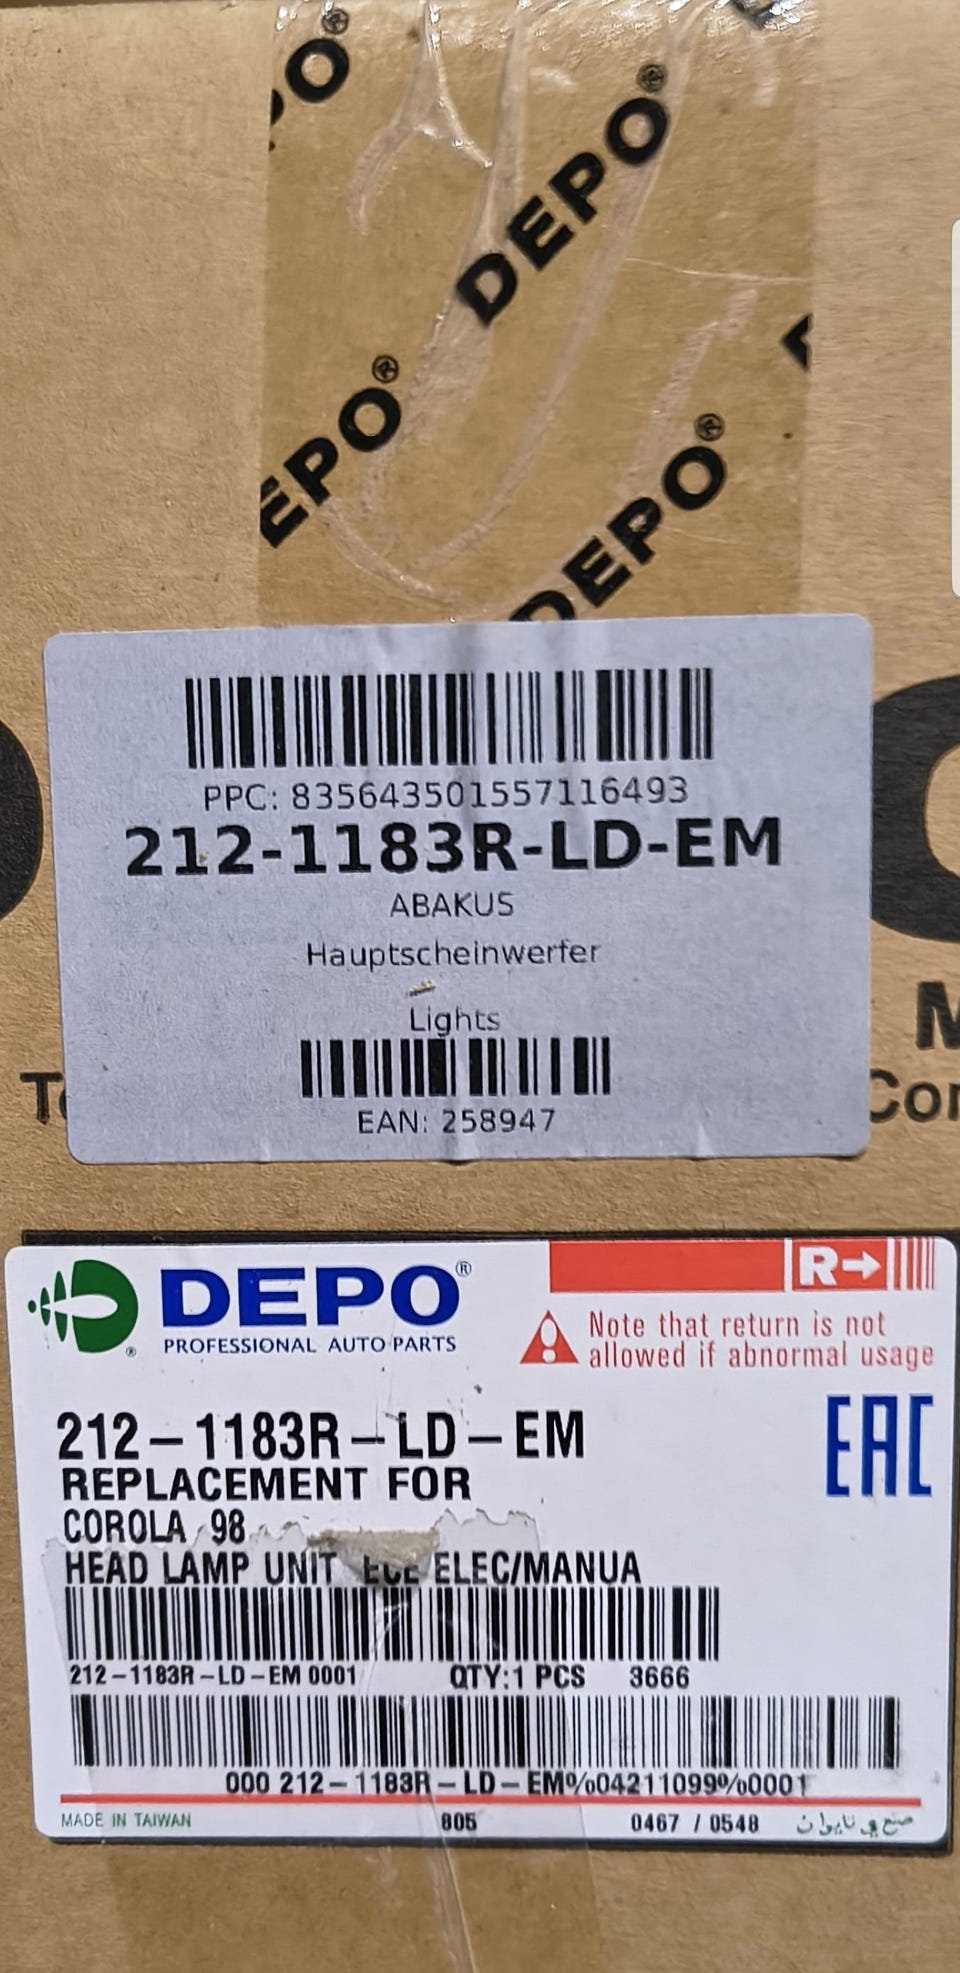 DEPO®
DEPO®
DEPO®
DEPO®
PPC: 835643501557116493
212-1183R-LD-EM
ABAKUS
Hauptscheinwerfer
Lights
EAN: 258947
M
DEPO®
PROFESSIONAL AUTO PARTS
R→
Note that return is not
allowed if abnormal usage
212-1183R-LD-EM
EAC
REPLACEMENT FOR
COROLA 98
HEAD LAMP UNIT ECE ELEC/MANUA
212-1183R-LD-EM 0001 QTY:1 PCS 3666
000 212-1183R-LD-EM%04211099%0001
MADE IN TAIWAN 805 0467 / 0548 صنع في تايوان